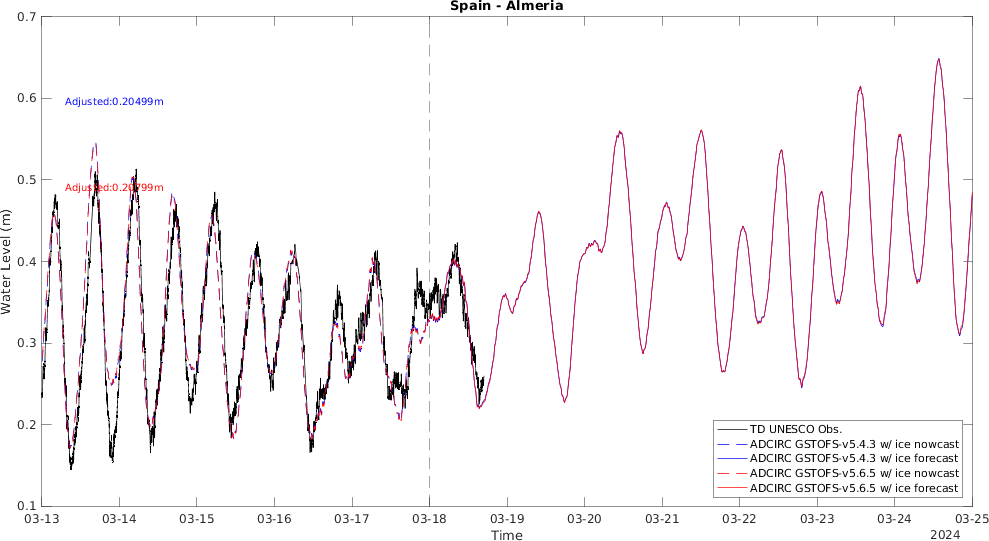 Spain - Almeria
0.7
0.6
0.5
0.4
0.3
0.2
0.1
Water Level (m)
Adjusted:0.20499m
Adjusted:0.20799m
TD UNESCO Obs.
ADCIRC GSTOFS-v5.4.3 w/ ice nowcast
ADCIRC GSTOFS-v5.4.3 w/ ice forecast
ADCIRC GSTOFS-v5.6.5 w/ ice nowcast
ADCIRC GSTOFS-v5.6.5 w/ ice forecast
03-13 03-14 03-15 03-16 03-17 03-18 03-19 03-20 03-21 03-22 03-23 03-24 03-25
Time
2024